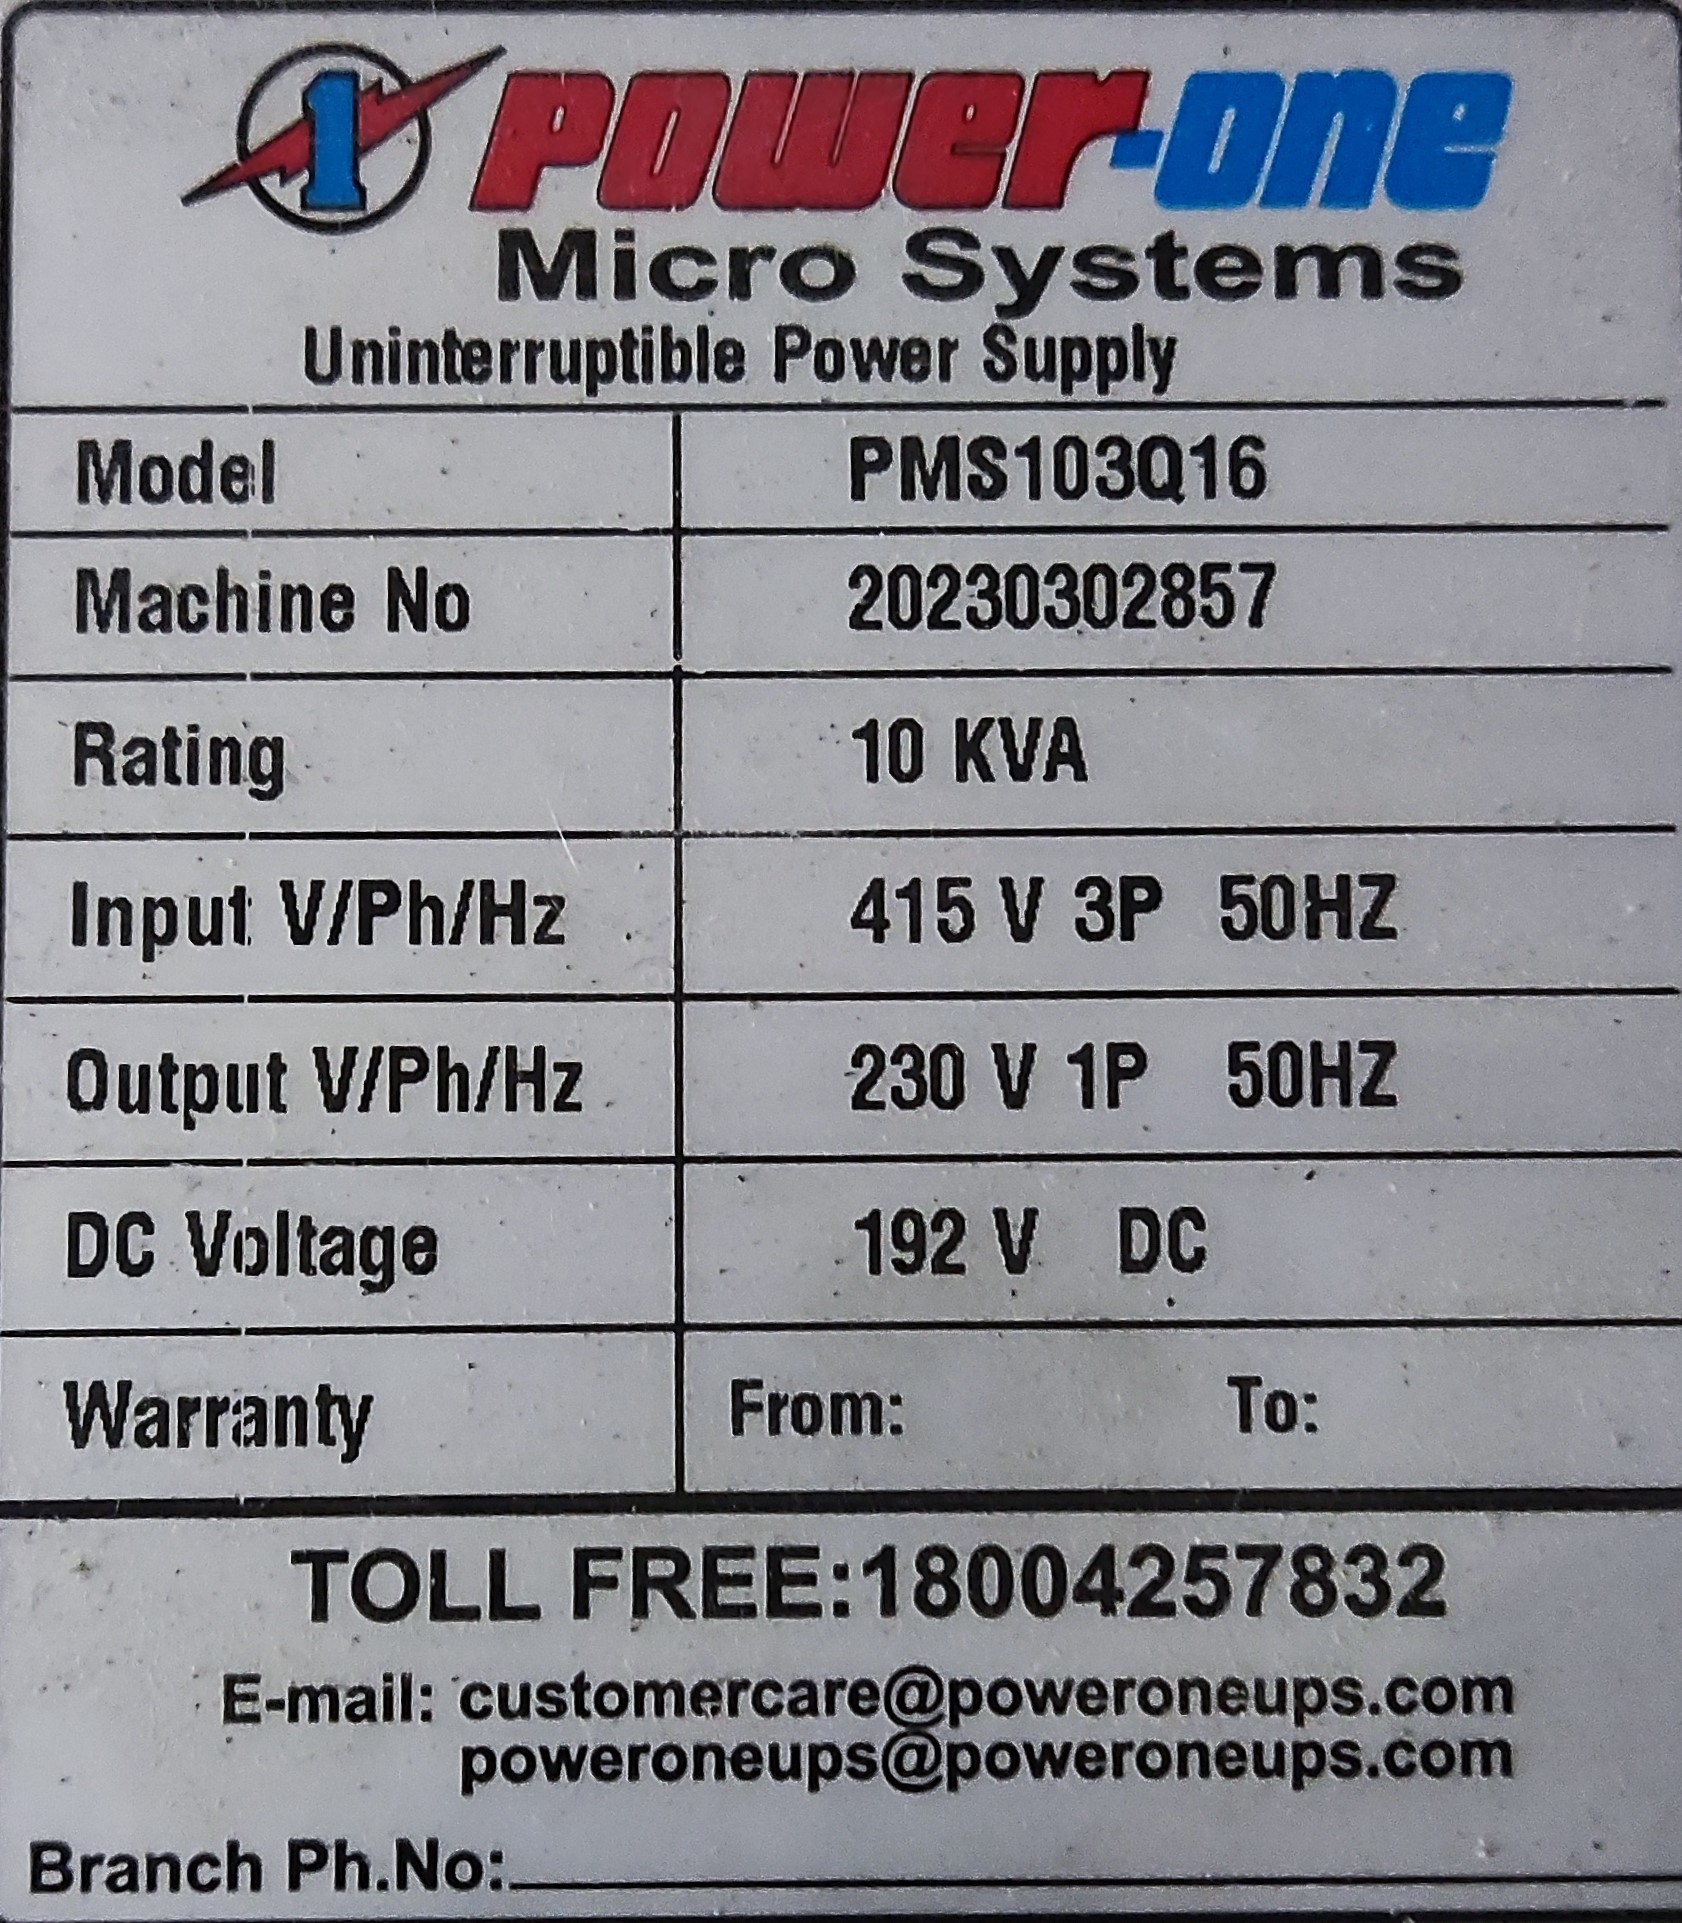 1 power-one
Micro Systems
Uninterruptible Power Supply
Model PMS103Q16
Machine No 20230302857
Rating 10 KVA
Input V/Ph/Hz 415 V 3P 50HZ
Output V/Ph/Hz 230 V 1P 50HZ
DC Voltage 192 V DC
Warranty From: To:
TOLL FREE:18004257832
E-mail: customercare@poweroneups.com
poweroneups@poweroneups.com
Branch Ph.No: